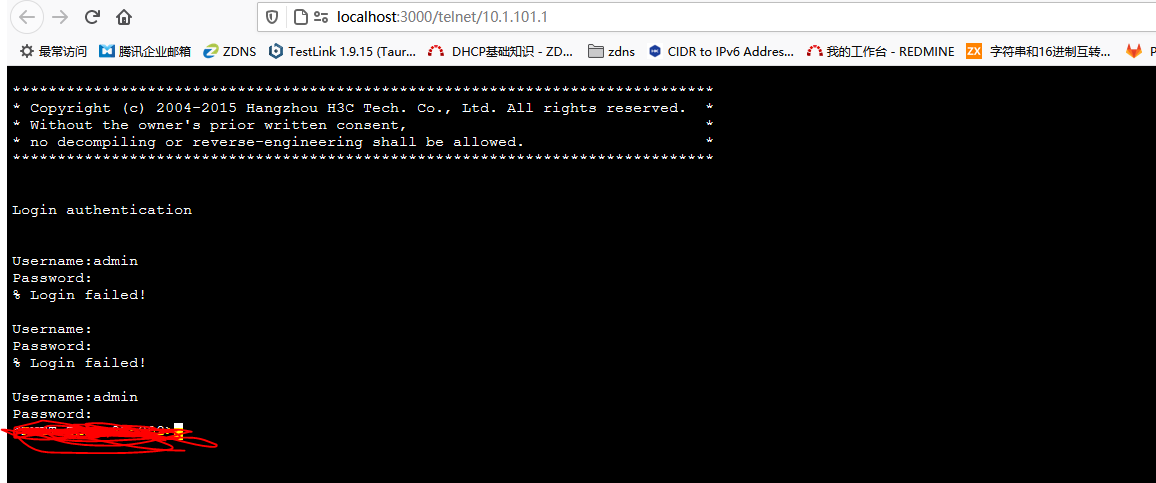 localhost:3000/telnet/10.1.101.1
最常访问 腾讯企业邮箱 ZDNS TestLink 1.9.15 (Taur... DHCP基础知识 - ZD... zdns CIDR to IPv6 Addres... 我的工作台 - REDMINE ZX 字符串和16进制互转... P
******************************************************************************
* Copyright (c) 2004-2015 Hangzhou H3C Tech. Co., Ltd. All rights reserved.  *
* Without the owner's prior written consent,                                 *
* no decompiling or reverse-engineering shall be allowed.                    *
******************************************************************************
Login authentication
Username:admin
Password:
% Login failed!
Username:
Password:
% Login failed!
Username:admin
Password: